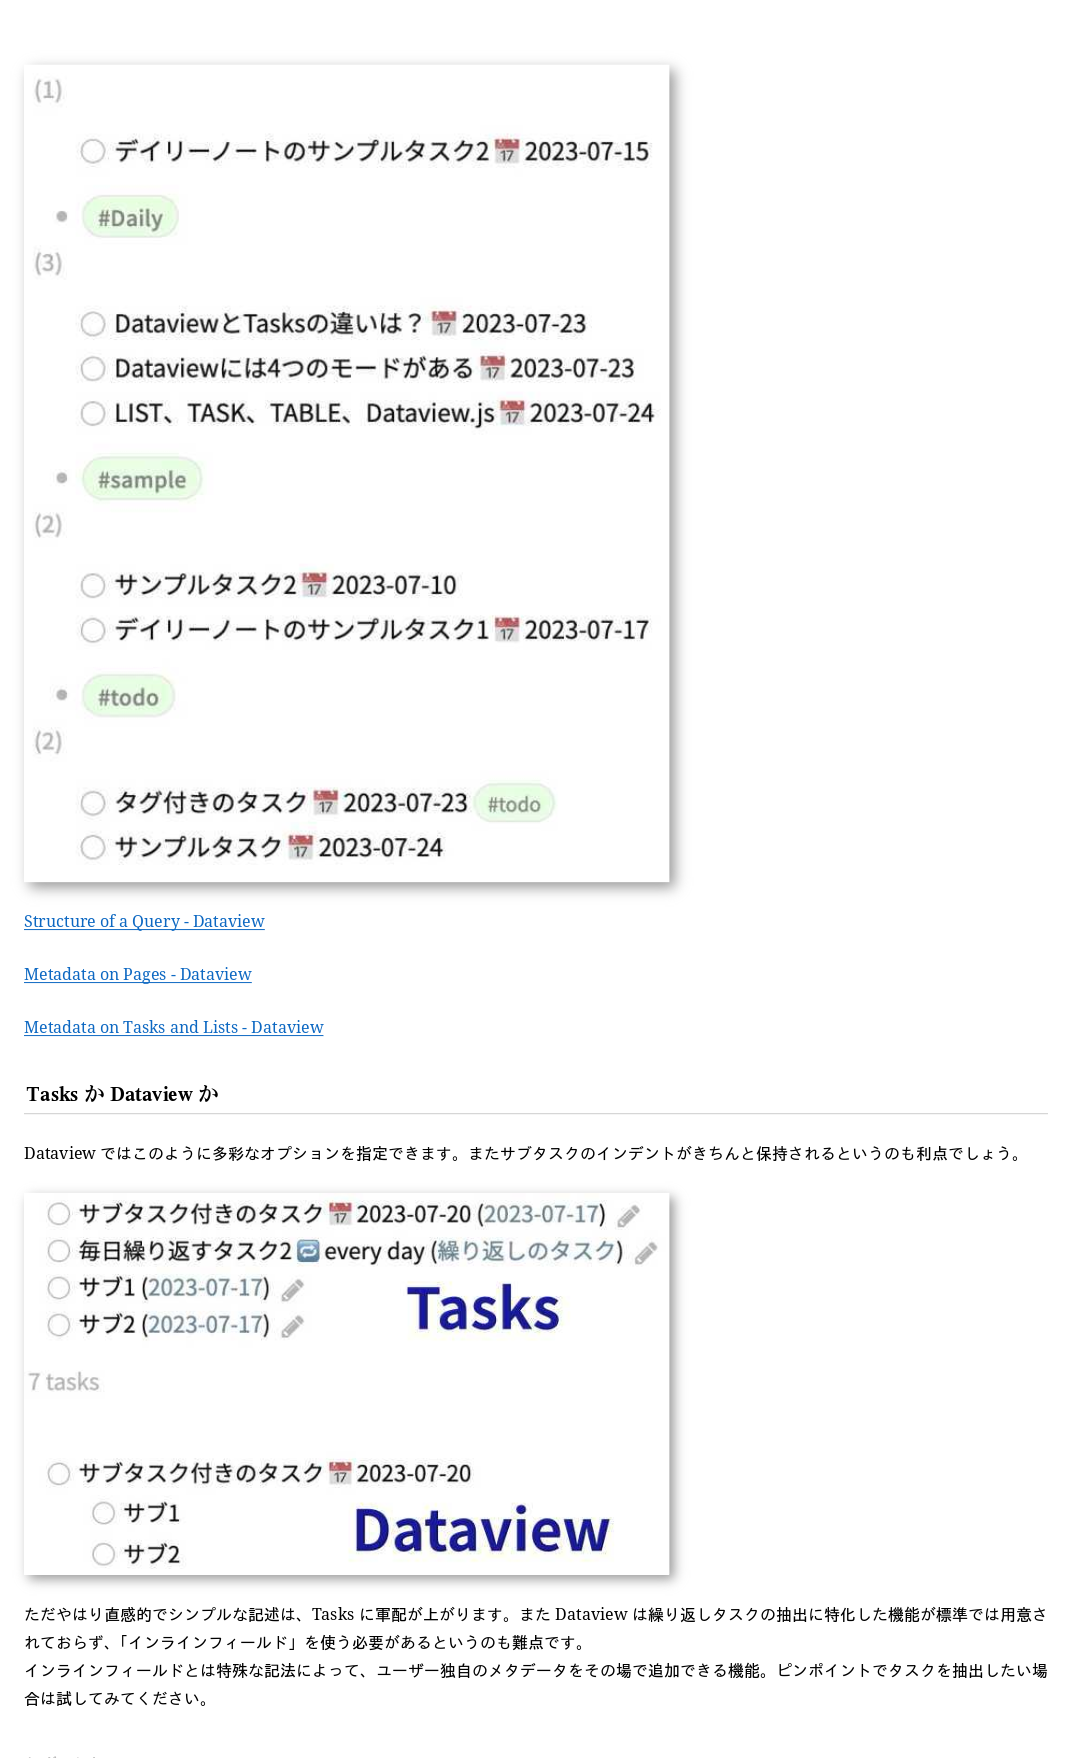 (1)
デイリーノートのサンプルタスク2 📅 2023-07-15
#Daily
(3)
DataviewとTasksの違いは？ 📅 2023-07-23
Dataviewには4つのモードがある 📅 2023-07-23
LIST、TASK、TABLE、Dataview.js 📅 2023-07-24
#sample
(2)
サンプルタスク2 📅 2023-07-10
デイリーノートのサンプルタスク1 📅 2023-07-17
#todo
(2)
タグ付きのタスク 📅 2023-07-23 #todo
サンプルタスク 📅 2023-07-24
Structure of a Query - Dataview
Metadata on Pages - Dataview
Metadata on Tasks and Lists - Dataview
Tasks か Dataview か
Dataview ではこのように多彩なオプションを指定できます。またサブタスクのインデントがきちんと保持されるというのも利点でしょう。
サブタスク付きのタスク 📅 2023-07-20 (2023-07-17)
毎日繰り返すタスク2 🔁 every day (繰り返しのタスク)
サブ1 (2023-07-17)
サブ2 (2023-07-17)
Tasks
7 tasks
サブタスク付きのタスク 📅 2023-07-20
サブ1
サブ2
Dataview
ただやはり直感的でシンプルな記述は、Tasks に軍配が上がります。また Dataview は繰り返しタスクの抽出に特化した機能が標準では用意さ
れておらず、「インラインフィールド」を使う必要があるというのも難点です。
インラインフィールドとは特殊な記法によって、ユーザー独自のメタデータをその場で追加できる機能。ピンポイントでタスクを抽出したい場
合は試してみてください。